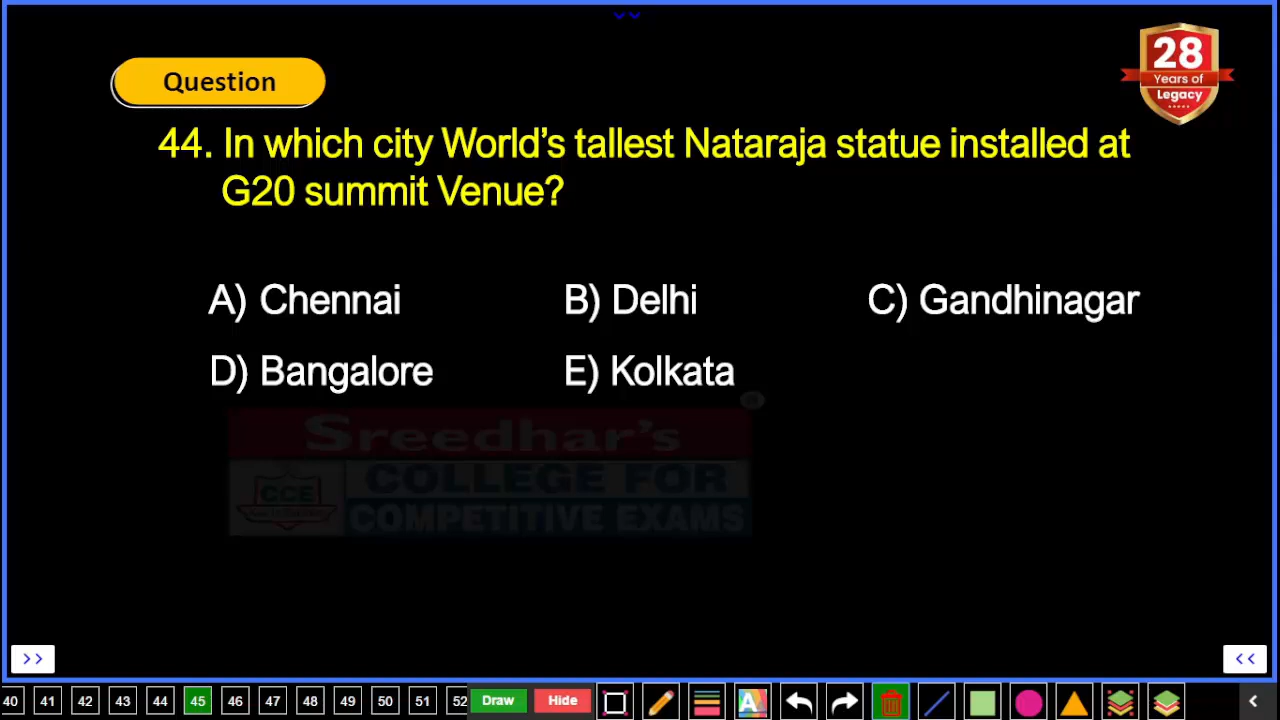 28
Years of
Legacy
Question
44. In which city World’s tallest Nataraja statue installed at
G20 summit Venue?
A) Chennai B) Delhi C) Gandhinagar
D) Bangalore E) Kolkata
Sreedhar's
CCE
COLLEGE FOR
COMPETITIVE EXAMS
>> <<
40 41 42 43 44 45 46 47 48 49 50 51 52 Draw Hide A <